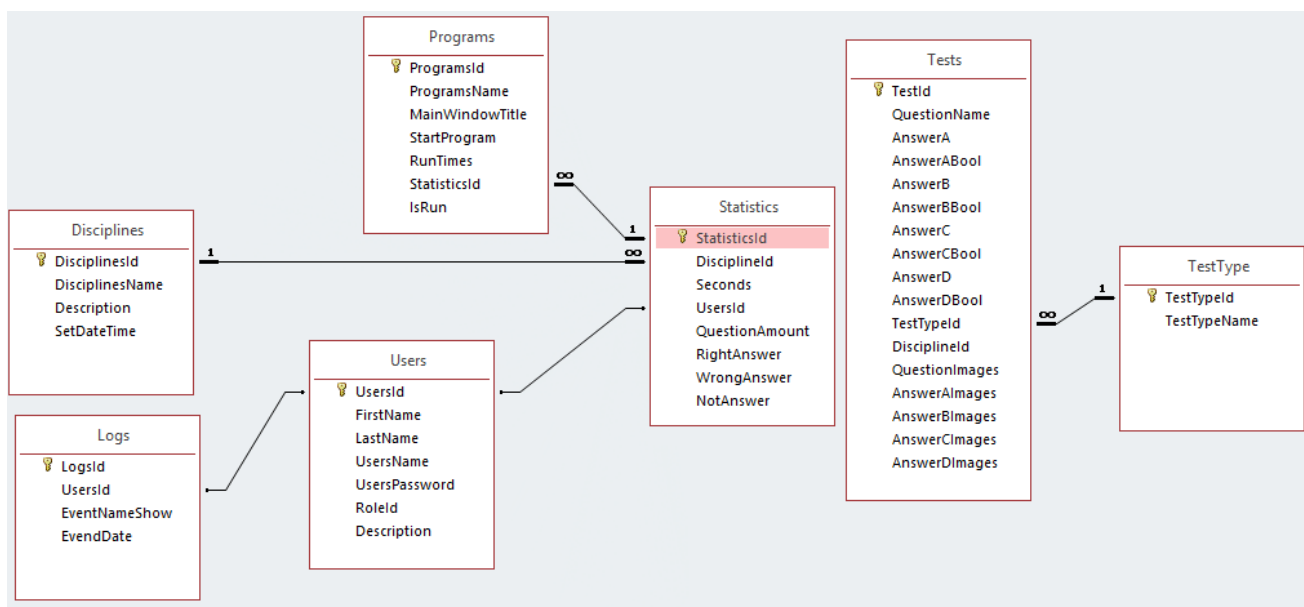 Programs
ProgramsId
ProgramsName
MainWindowTitle
StartProgram
RunTimes
StatisticsId
IsRun
∞
1
Disciplines
DisciplinesId
DisciplinesName
Description
SetDateTime
1
∞
Statistics
StatisticsId
DisciplineId
Seconds
UsersId
QuestionAmount
RightAnswer
WrongAnswer
NotAnswer
Users
UsersId
FirstName
LastName
UsersName
UsersPassword
RoleId
Description
Logs
LogsId
UsersId
EventNameShow
EvendDate
Tests
TestId
QuestionName
AnswerA
AnswerABool
AnswerB
AnswerBBool
AnswerC
AnswerCBool
AnswerD
AnswerDBool
TestTypeId
DisciplineId
QuestionImages
AnswerAImages
AnswerBImages
AnswerCImages
AnswerDImages
∞
1
TestType
TestTypeId
TestTypeName